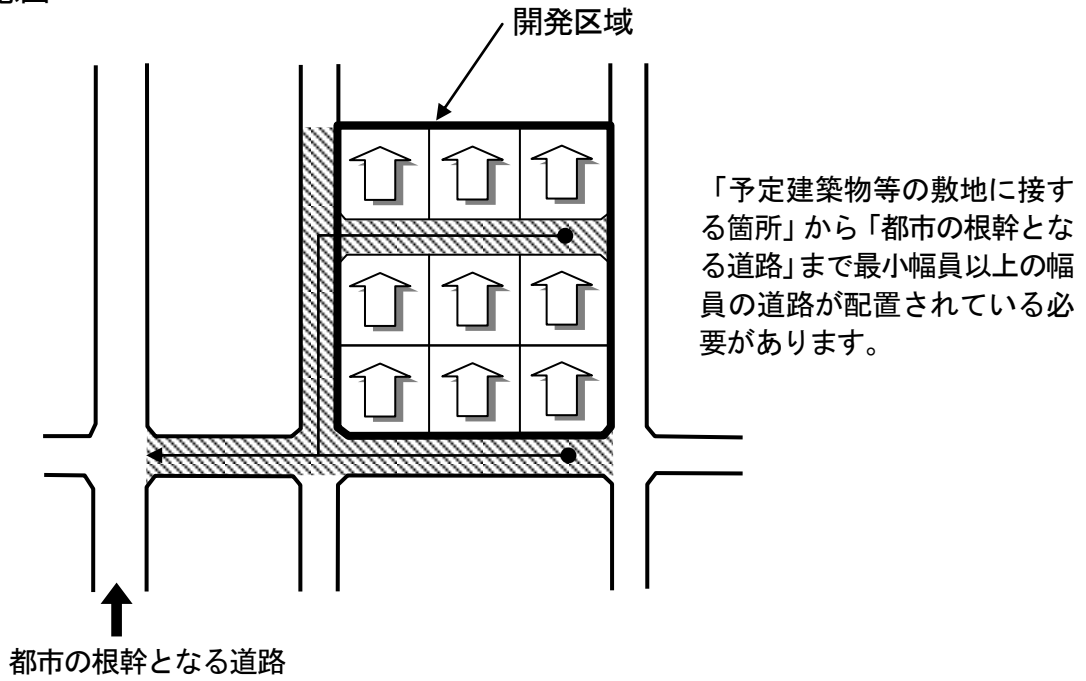 開発区域
「予定建築物等の敷地に接す
る箇所」から「都市の根幹とな
る道路」まで最小幅員以上の幅
員の道路が配置されている必
要があります。
都市の根幹となる道路